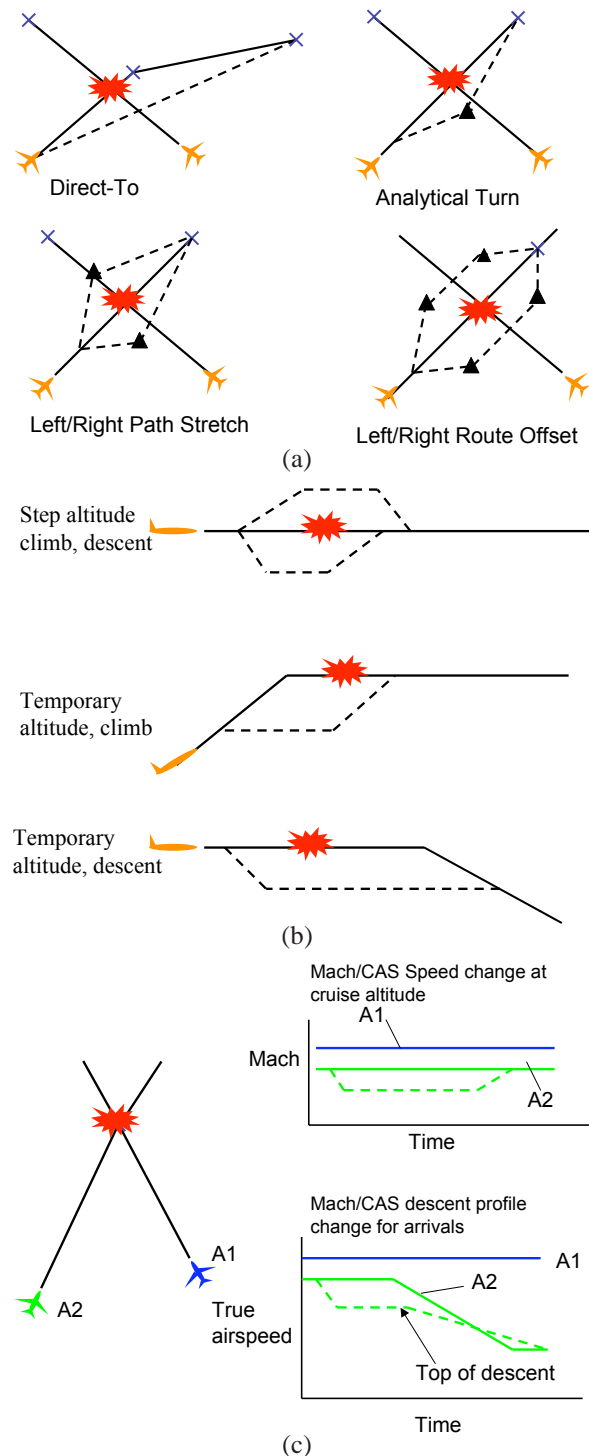 Direct-To
Analytical Turn
Left/Right Path Stretch
Left/Right Route Offset
(a)
Step altitude
climb, descent
Temporary
altitude, climb
Temporary
altitude, descent
(b)
Mach/CAS Speed change at
cruise altitude
A1
Mach
A2
Time
Mach/CAS descent profile
change for arrivals
A1
A2
A1
A2
True
airspeed
Top of descent
Time
(c)